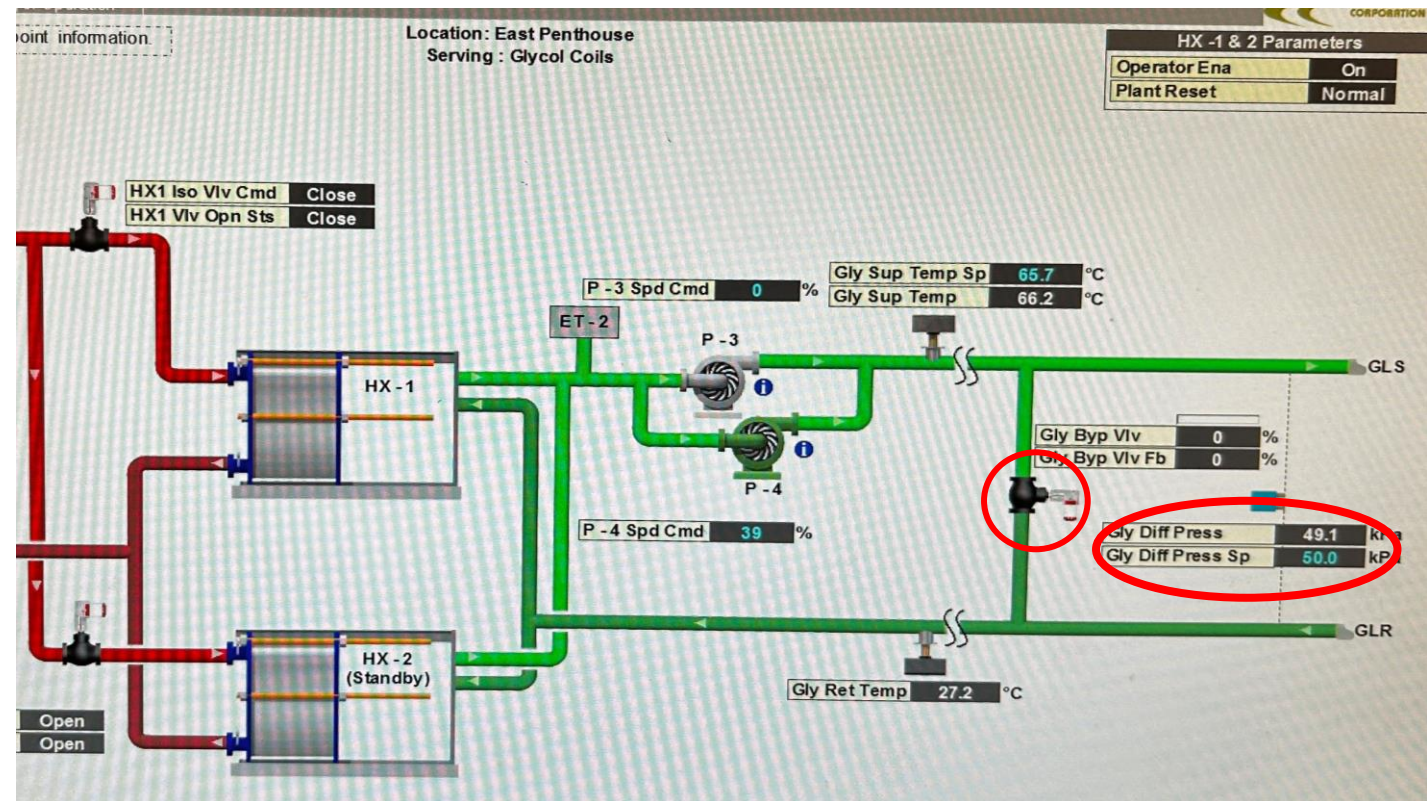 point information.
Location: East Penthouse
Serving : Glycol Coils
CORPORATION
HX -1 & 2 Parameters
Operator Ena On
Plant Reset Normal
HX1 Iso Vlv Cmd Close
HX1 Vlv Opn Sts Close
P -3 Spd Cmd 0 %
Gly Sup Temp Sp 65.7 °C
Gly Sup Temp 66.2 °C
ET - 2
P - 3
HX - 1
GLS
Gly Byp Vlv 0 %
Gly Byp Vlv Fb 0 %
P - 4
P - 4 Spd Cmd 39 %
Gly Diff Press 49.1 kPa
Gly Diff Press Sp 50.0 kPa
HX - 2
(Standby)
GLR
Gly Ret Temp 27.2 °C
Open
Open